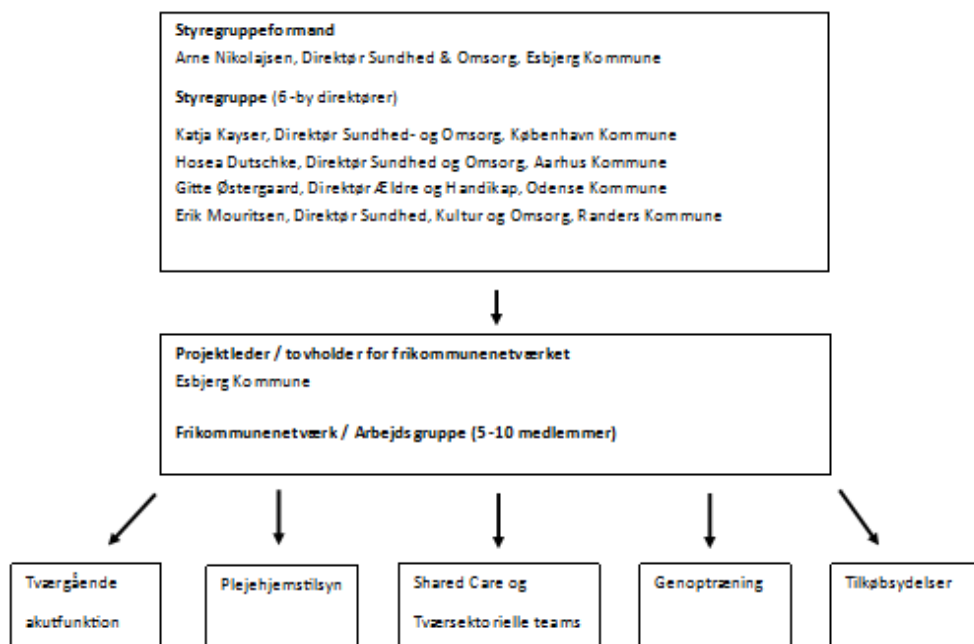 Styregruppeformand
Arne Nikolajsen, Direktør Sundhed & Omsorg, Esbjerg Kommune
Styregruppe (6-by direktører)
Katja Kayser, Direktør Sundhed- og Omsorg, København Kommune
Hosea Dutschke, Direktør Sundhed og Omsorg, Aarhus Kommune
Gitte Østergaard, Direktør Ældre og Handikap, Odense Kommune
Erik Mouritsen, Direktør Sundhed, Kultur og Omsorg, Randers Kommune
Projektleder / tovholder for frikommunenetværket
Esbjerg Kommune
Frikommunenetværk / Arbejdsgruppe (5-10 medlemmer)
Tværgående
akutfunktion
Plejehjemstilsyn
Shared Care og
Tværsektorielle teams
Genoptræning
Tilkøbsydelser